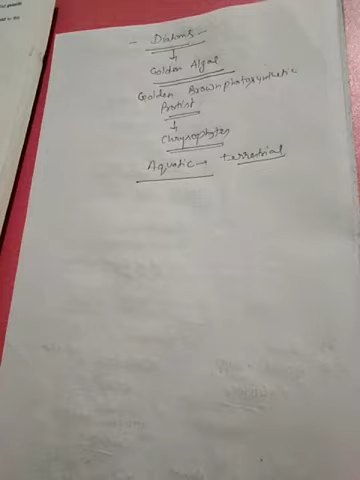 - Diatoms -
↓
Golden Algae
Golden Brown photosynthetic
Protist
↓
Chrysophytes
Aquatic → terrestrial